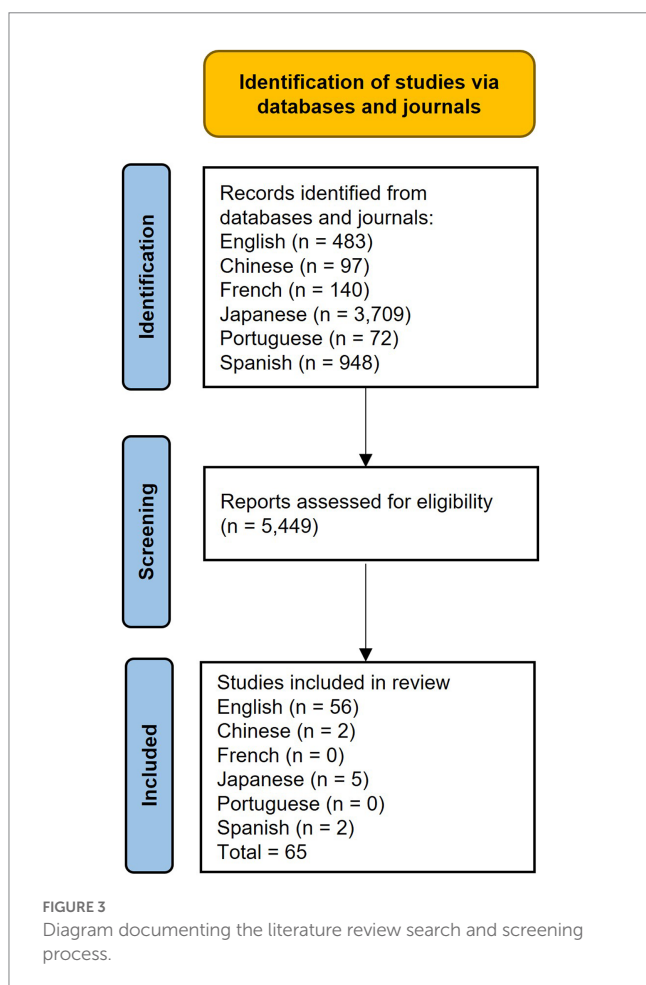 Identification of studies via
databases and journals
Identification
Records identified from
databases and journals:
English (n = 483)
Chinese (n = 97)
French (n = 140)
Japanese (n = 3,709)
Portuguese (n = 72)
Spanish (n = 948)
Screening
Reports assessed for eligibility
(n = 5,449)
Included
Studies included in review
English (n = 56)
Chinese (n = 2)
French (n = 0)
Japanese (n = 5)
Portuguese (n = 0)
Spanish (n = 2)
Total = 65
FIGURE 3
Diagram documenting the literature review search and screening
process.